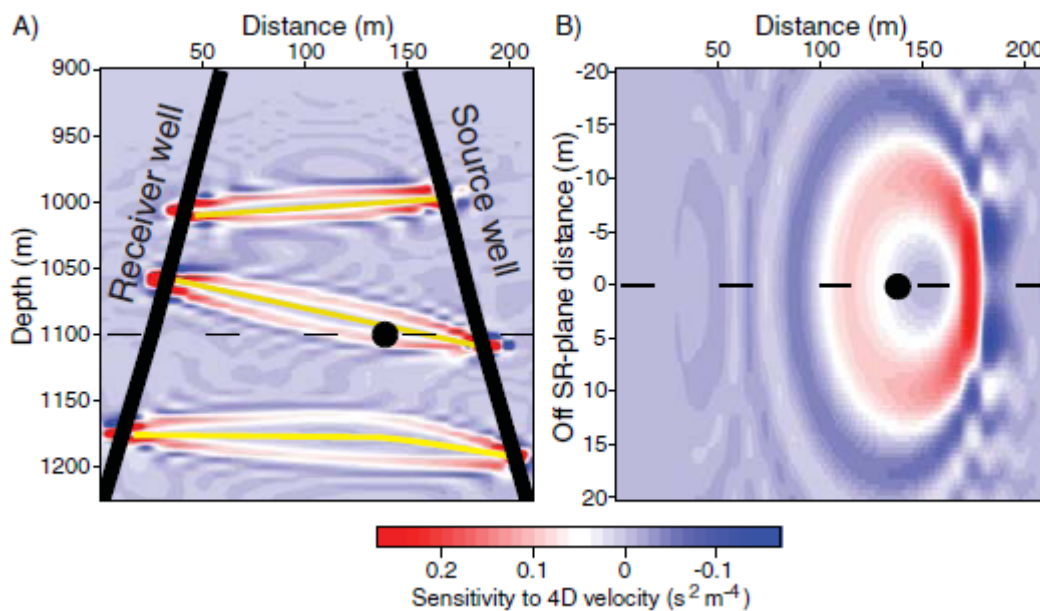 A)
Distance (m)
50 100 150 200
Depth (m)
900
950
1000
1050
1100
1150
1200
Receiver well
Source well
B)
Distance (m)
50 100 150 200
Off SR-plane distance (m)
-20
-15
-10
-5
0
5
10
15
20
0.2 0.1 0 -0.1
Sensitivity to 4D velocity (s² m⁻⁴)